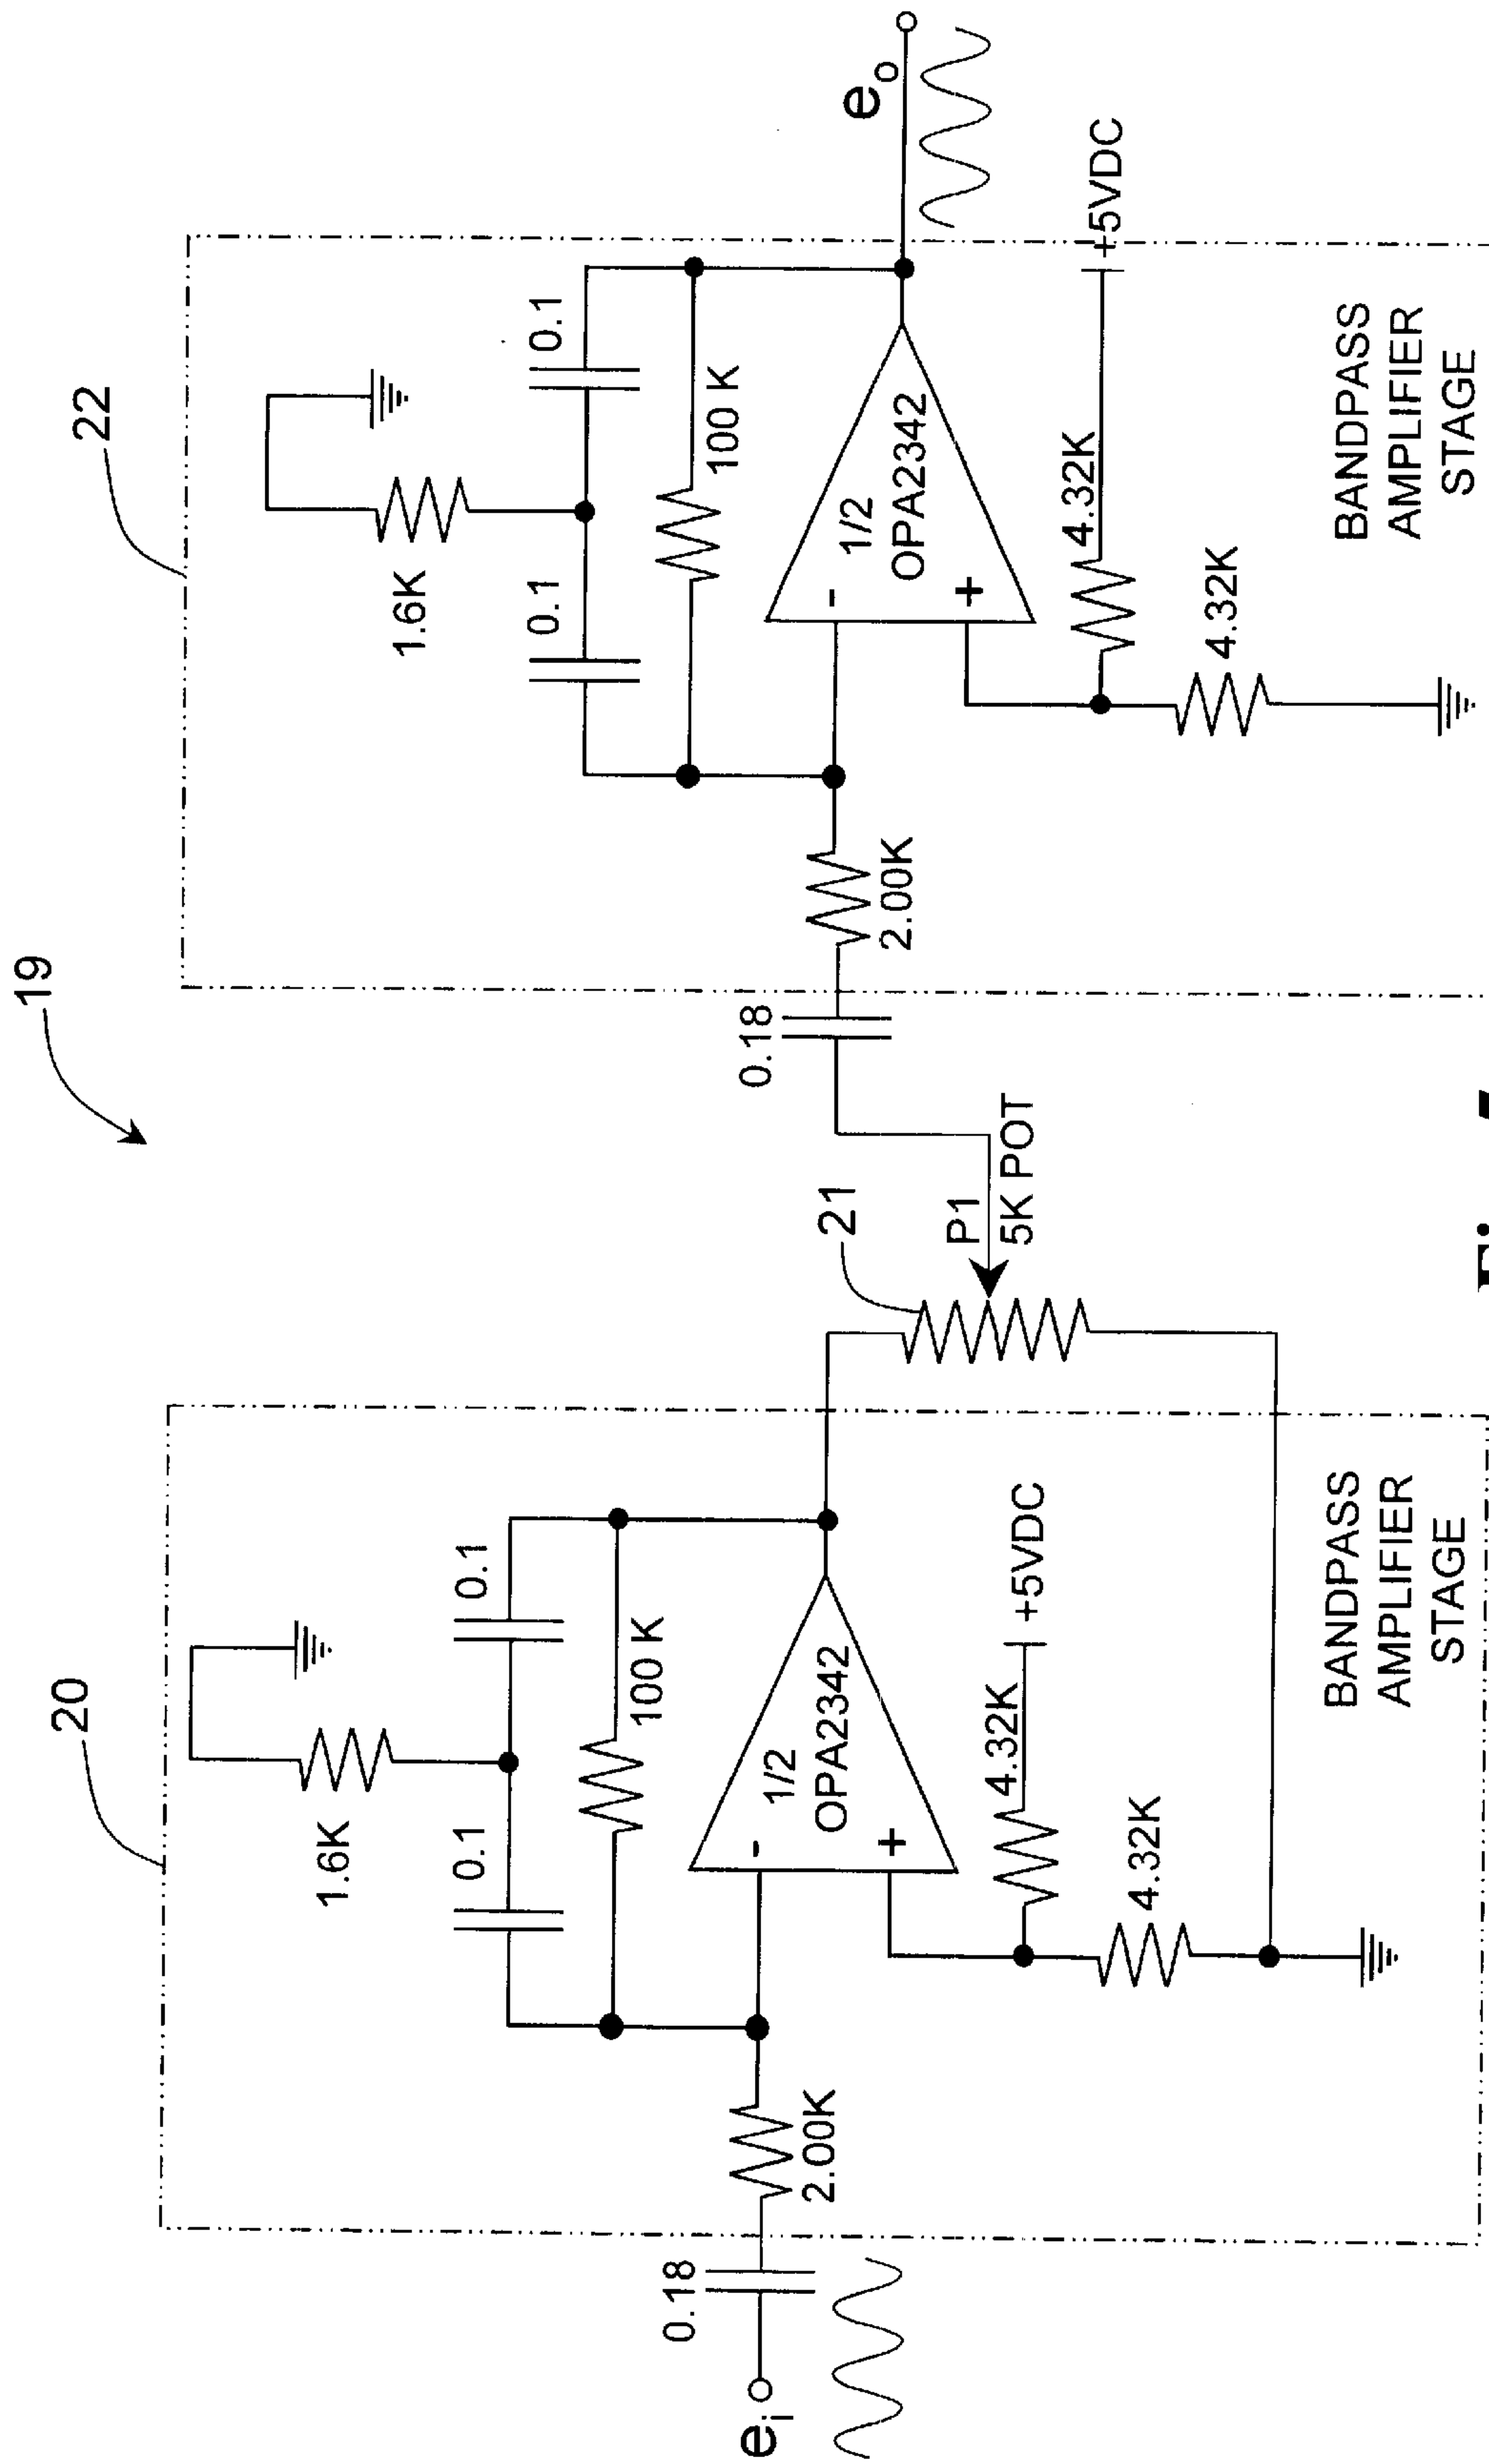 19
20
1.6K
0.1
0.1
100 K
1/2
OPA2342
-
+
4.32K
+5VDC
4.32K
2.00K
0.18
ei
BANDPASS
AMPLIFIER
STAGE
21
P1
5K POT
0.18
22
1.6K
0.1
0.1
100 K
1/2
OPA2342
-
+
4.32K
+5VDC
4.32K
2.00K
eo
BANDPASS
AMPLIFIER
STAGE